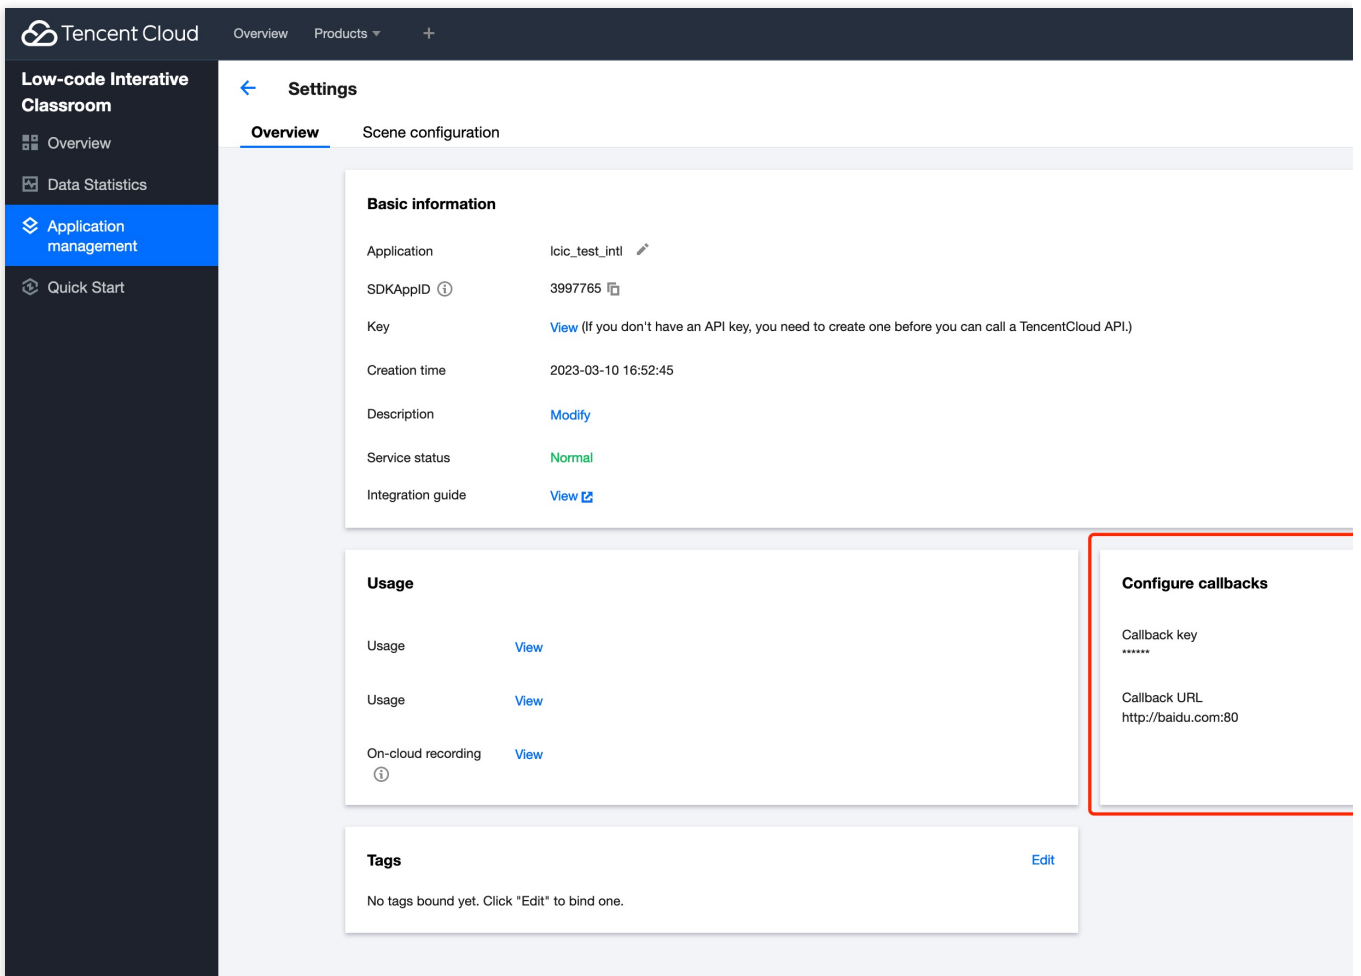 Tencent Cloud
Overview
Products
+
Low-code Interative
Classroom
Overview
Data Statistics
Application
management
Quick Start
Settings
Overview
Scene configuration
Basic information
Application
lcic_test_intl
SDKAppID
3997765
Key
View (If you don't have an API key, you need to create one before you can call a TencentCloud API.)
Creation time
2023-03-10 16:52:45
Description
Modify
Service status
Normal
Integration guide
View
Usage
Usage
View
Usage
View
On-cloud recording
View
Configure callbacks
Callback key
******
Callback URL
http://baidu.com:80
Tags
Edit
No tags bound yet. Click "Edit" to bind one.